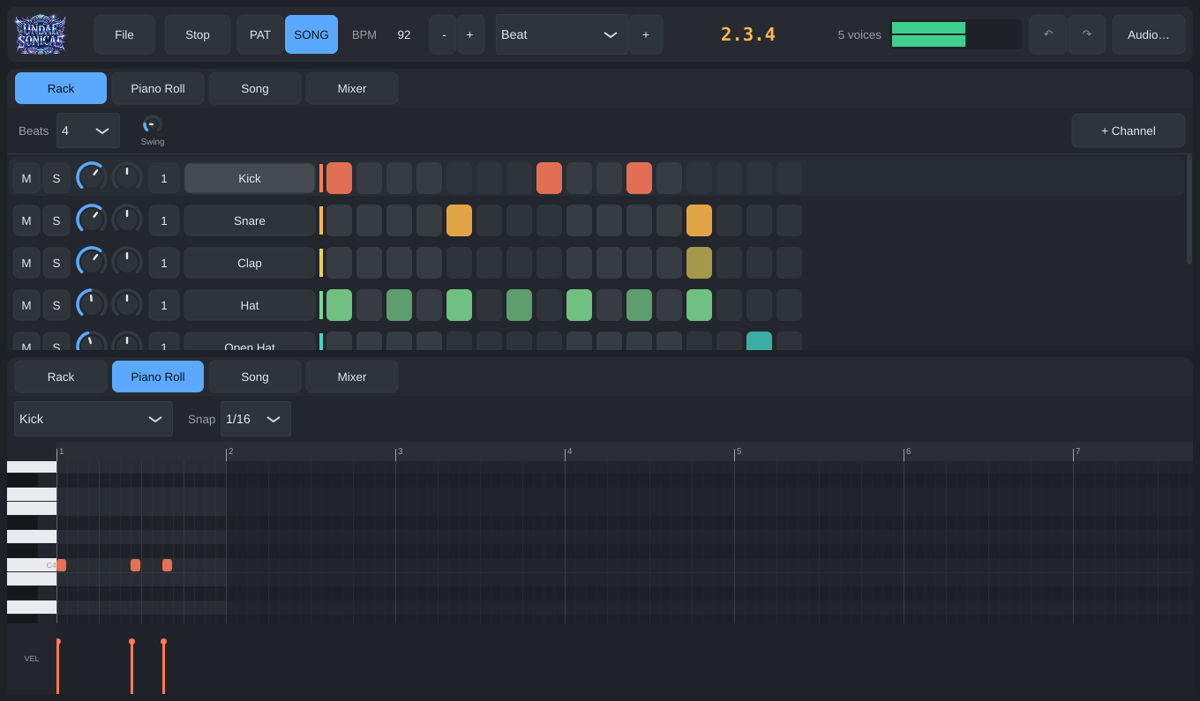 UNDAE
SONICAE
File
Stop
PAT
SONG
BPM
92
-
+
Beat
+
2.3.4
5 voices
Audio...
Rack
Piano Roll
Song
Mixer
Beats
4
Swing
+ Channel
M S 1 Kick
M S 1 Snare
M S 1 Clap
M S 1 Hat
M S 1 Open Hat
Rack
Piano Roll
Song
Mixer
Kick
Snap
1/16
1 2 3 4 5 6 7
C4
VEL